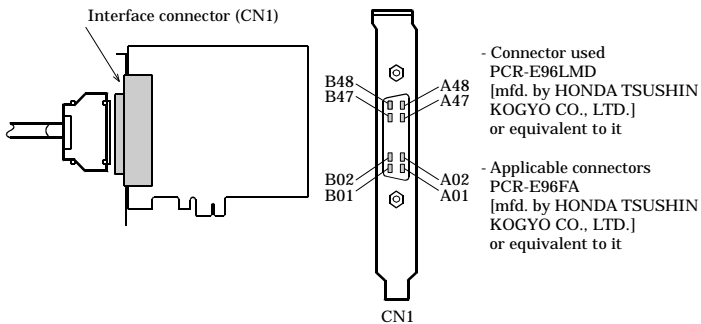 Interface connector (CN1)
B48
B47
A48
A47
B02
B01
A02
A01
CN1
- Connector used
PCR-E96LMD
[mfd. by HONDA TSUSHIN
KOGYO CO., LTD.]
or equivalent to it
- Applicable connectors
PCR-E96FA
[mfd. by HONDA TSUSHIN
KOGYO CO., LTD.]
or equivalent to it